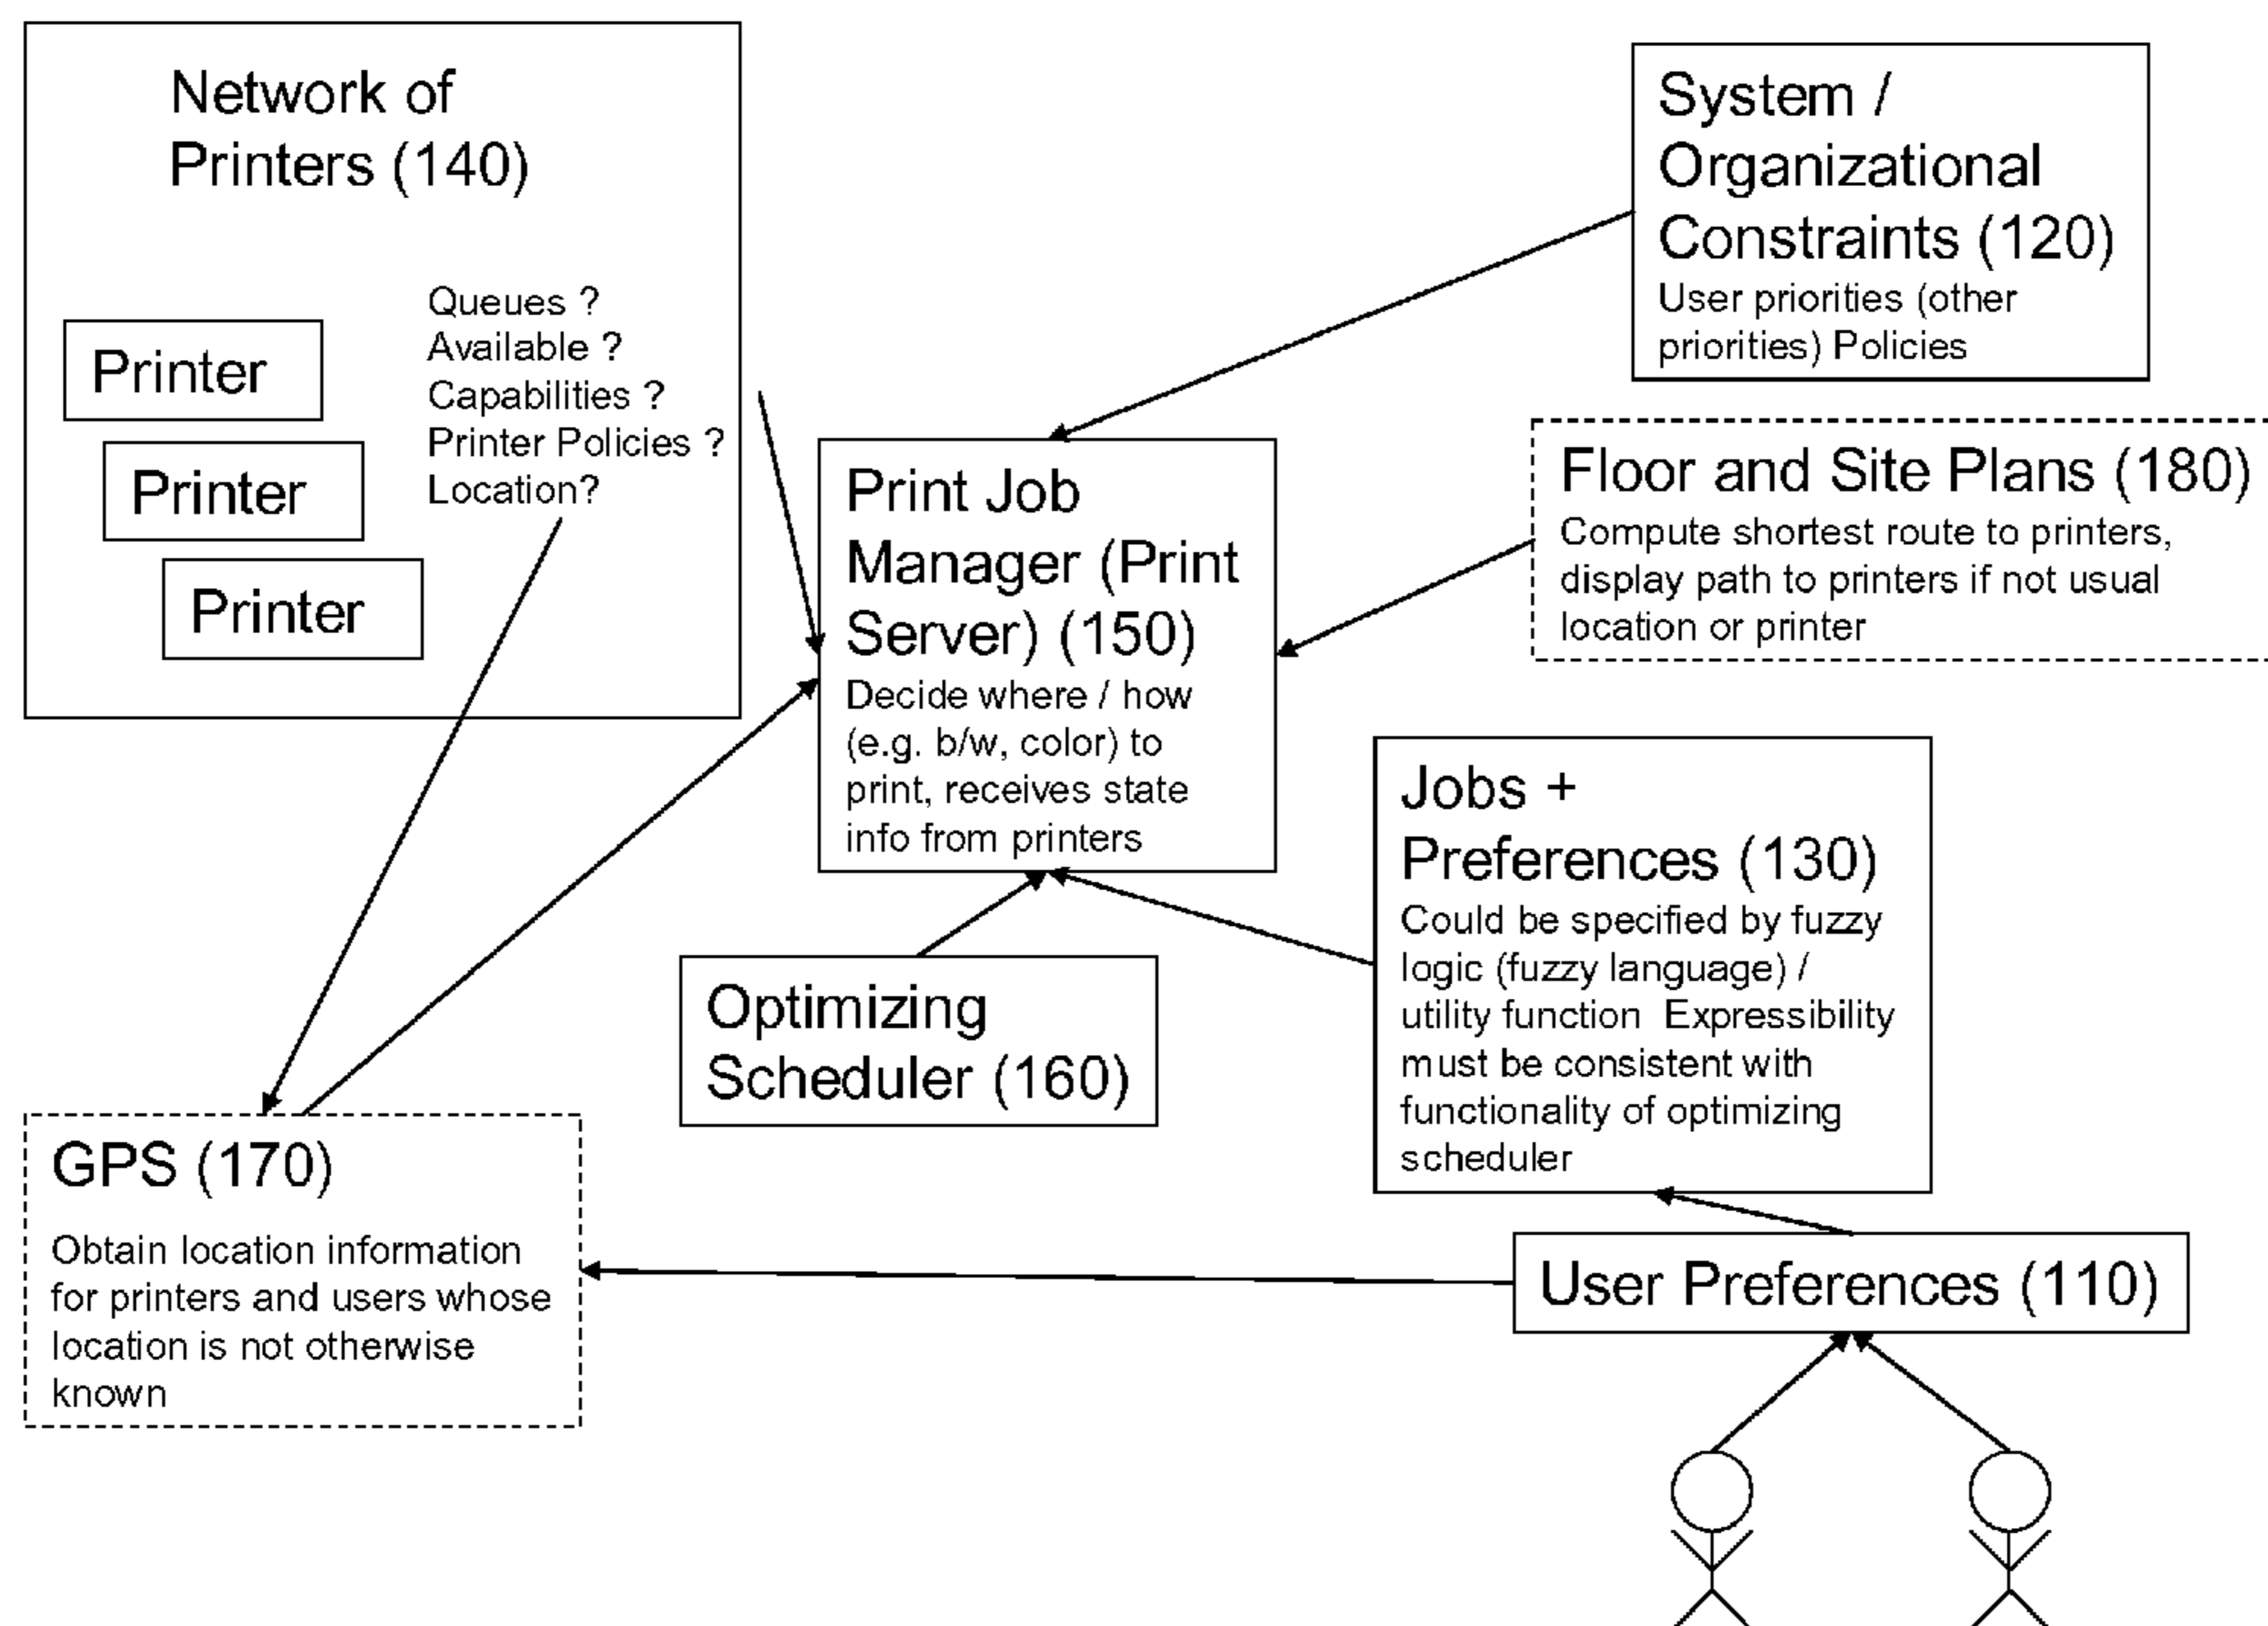 Network of
Printers (140)
Queues ?
Available ?
Capabilities ?
Printer Policies ?
Location?
Printer
Printer
Printer
System /
Organizational
Constraints (120)
User priorities (other
priorities) Policies
Floor and Site Plans (180)
Compute shortest route to printers,
display path to printers if not usual
location or printer
Print Job
Manager (Print
Server) (150)
Decide where / how
(e.g. b/w, color) to
print, receives state
info from printers
Jobs +
Preferences (130)
Could be specified by fuzzy
logic (fuzzy language) /
utility function  Expressibility
must be consistent with
functionality of optimizing
scheduler
Optimizing
Scheduler (160)
GPS (170)
Obtain location information
for printers and users whose
location is not otherwise
known
User Preferences (110)